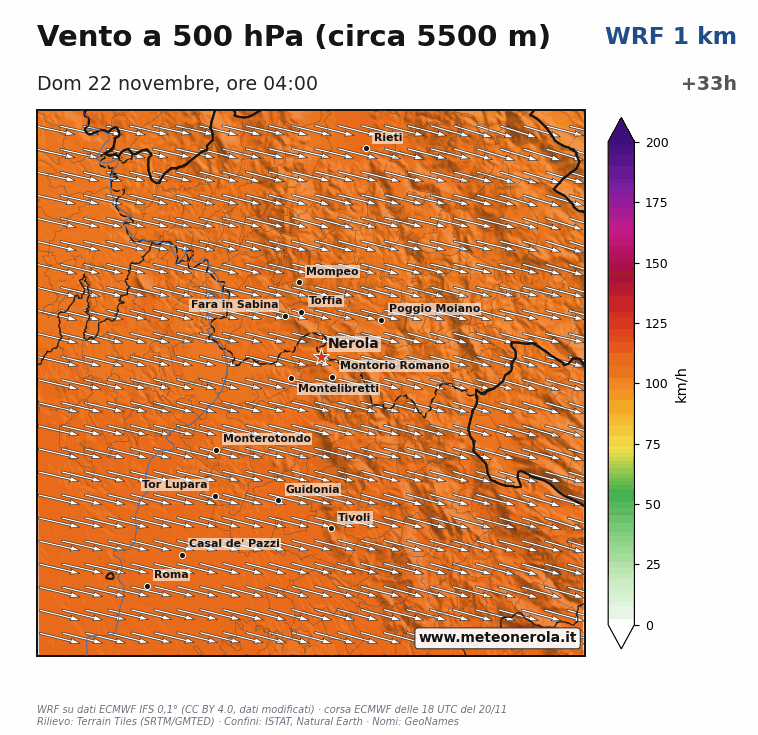 Vento a 500 hPa (circa 5500 m)
WRF 1 km
Dom 22 novembre, ore 04:00
+33h
Rieti
Mompeo
Fara in Sabina
Toffia
Poggio Moiano
Nerola
Montorio Romano
Montelibretti
Monterotondo
Tor Lupara
Guidonia
Tivoli
Casal de' Pazzi
Roma
www.meteonerola.it
200
175
150
125
100
75
50
25
0
km/h
WRF su dati ECMWF IFS 0,1° (CC BY 4.0, dati modificati) · corsa ECMWF delle 18 UTC del 20/11
Rilievo: Terrain Tiles (SRTM/GMTED) · Confini: ISTAT, Natural Earth · Nomi: GeoNames